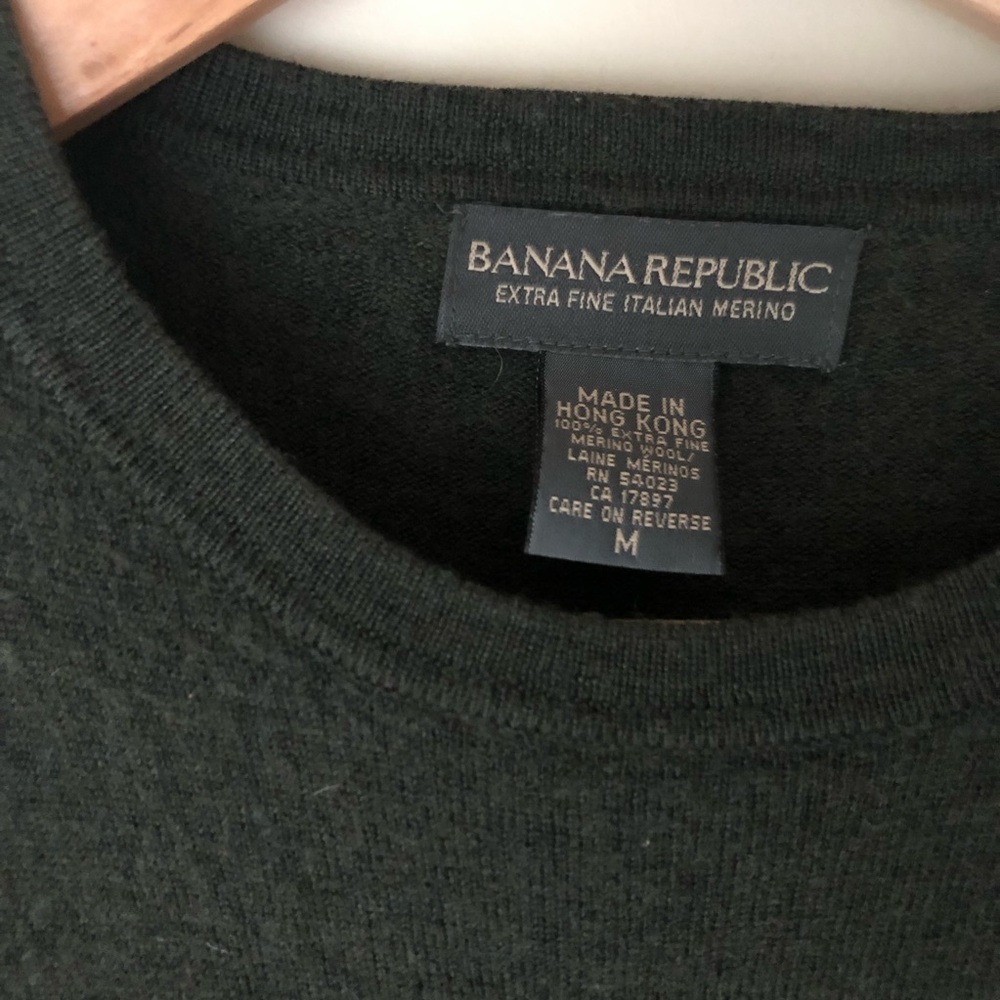 BANANA REPUBLIC
EXTRA FINE ITALIAN MERINO
MADE IN
HONG KONG
100% EXTRA FINE
MERINO WOOL/
LAINE MÉRINOS
RN 54023
CA 17897
CARE ON REVERSE
M